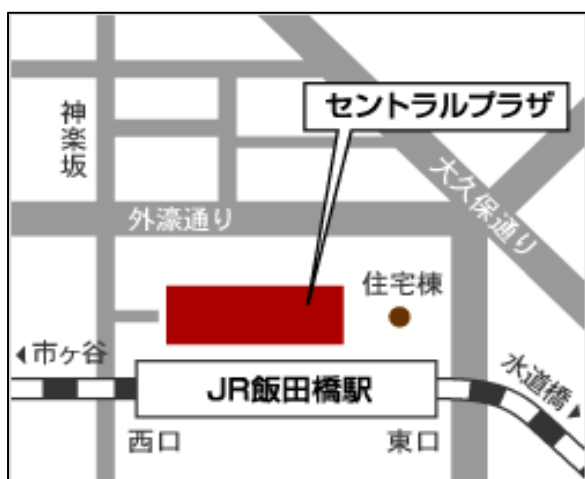 セントラルプラザ
神楽坂
大久保通り
外濠通り
住宅棟
市ヶ谷
JR飯田橋駅
水道橋
西口
東口